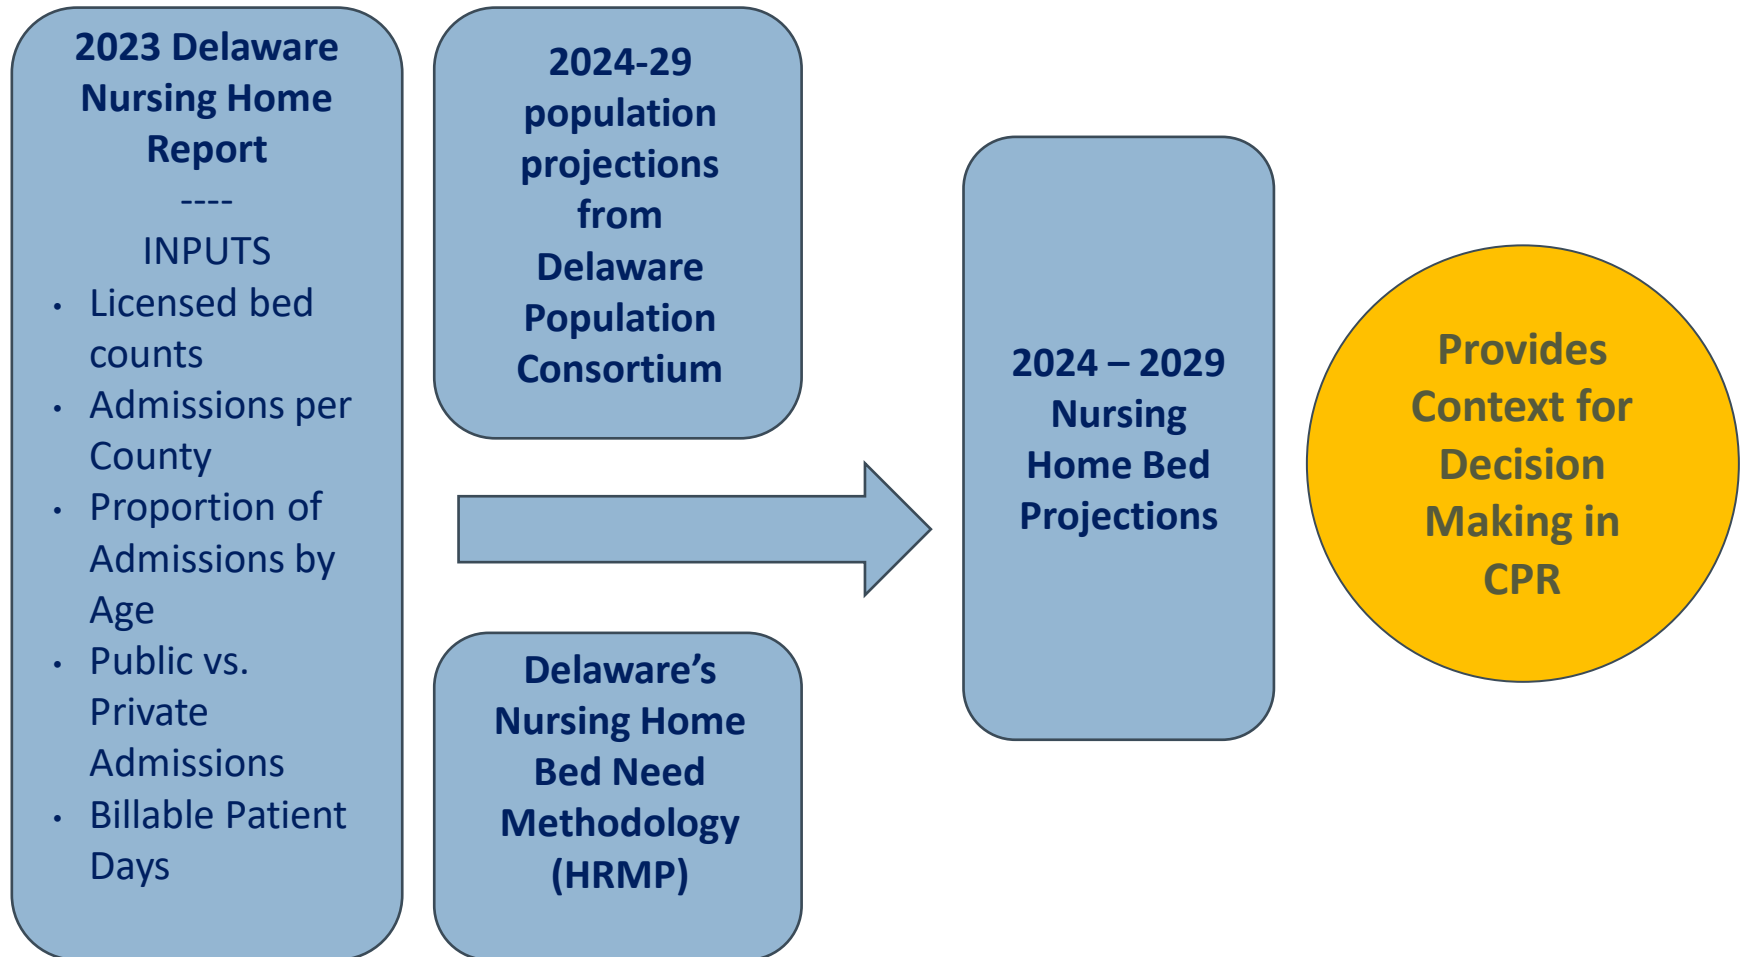 2023 Delaware
Nursing Home
Report
----
INPUTS
• Licensed bed
counts
• Admissions per
County
• Proportion of
Admissions by
Age
• Public vs.
Private
Admissions
• Billable Patient
Days
2024-29
population
projections
from
Delaware
Population
Consortium
Delaware’s
Nursing Home
Bed Need
Methodology
(HRMP)
2024 – 2029
Nursing
Home Bed
Projections
Provides
Context for
Decision
Making in
CPR